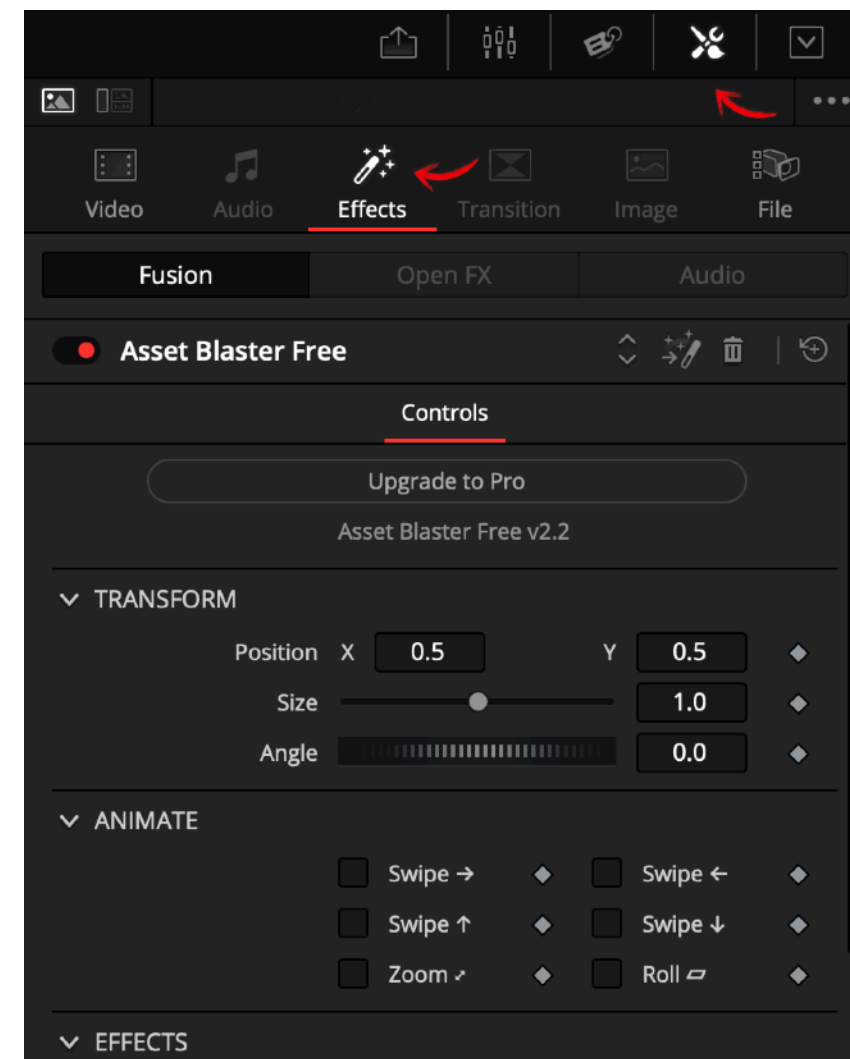 Video Audio Effects Transition Image File
Fusion Open FX Audio
Asset Blaster Free
Controls
Upgrade to Pro
Asset Blaster Free v2.2
TRANSFORM
Position X 0.5 Y 0.5
Size 1.0
Angle 0.0
ANIMATE
Swipe → Swipe ←
Swipe ↑ Swipe ↓
Zoom ⤢ Roll ▱
EFFECTS